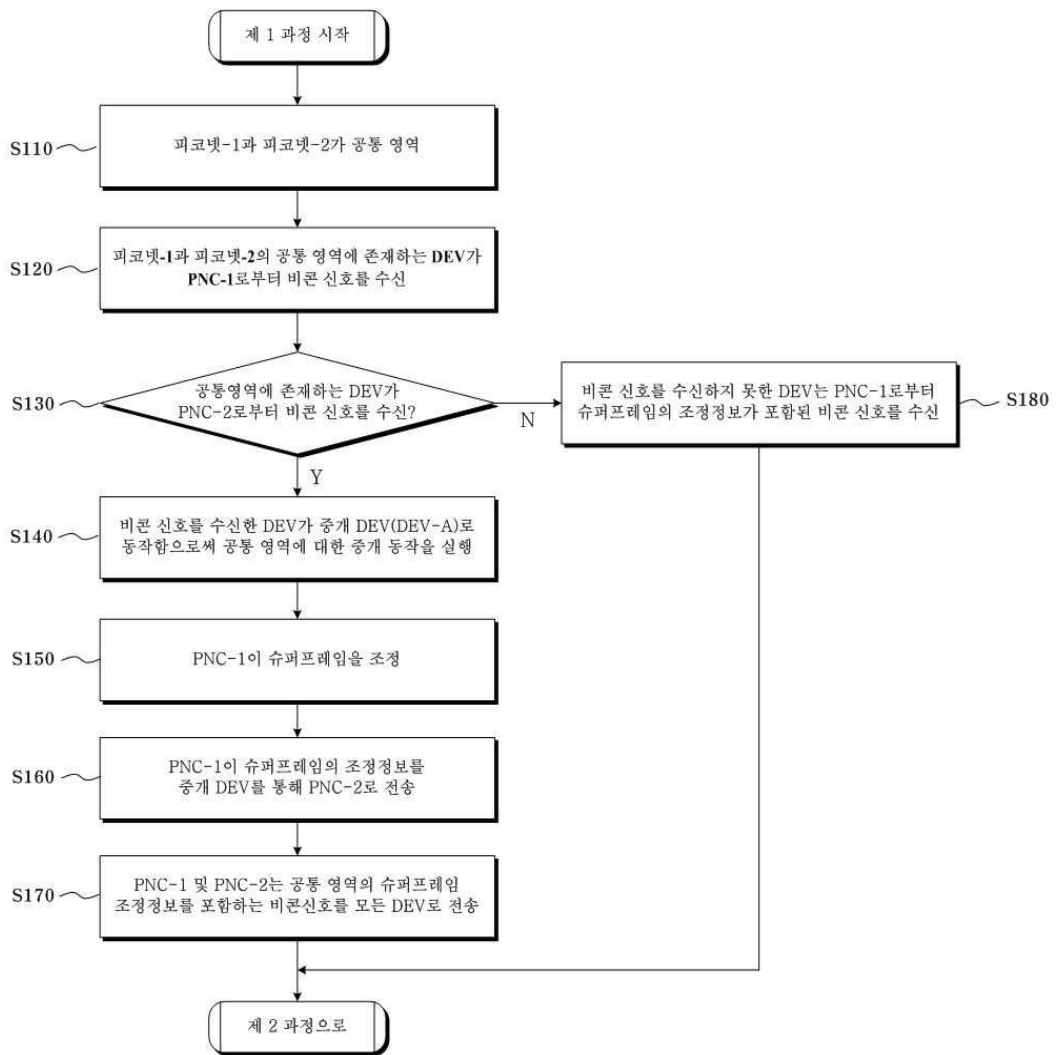 제 1 과정 시작
S110
피코넷-1과 피코넷-2가 공통 영역
S120
피코넷-1과 피코넷-2의 공통 영역에 존재하는 DEV가
PNC-1로부터 비콘 신호를 수신
S130
공통영역에 존재하는 DEV가
PNC-2로부터 비콘 신호를 수신?
N
비콘 신호를 수신하지 못한 DEV는 PNC-1로부터
슈퍼프레임의 조정정보가 포함된 비콘 신호를 수신
S180
Y
S140
비콘 신호를 수신한 DEV가 중개 DEV(DEV-A)로
동작함으로써 공통 영역에 대한 중개 동작을 실행
S150
PNC-1이 슈퍼프레임을 조정
S160
PNC-1이 슈퍼프레임의 조정정보를
중개 DEV를 통해 PNC-2로 전송
S170
PNC-1 및 PNC-2는 공통 영역의 슈퍼프레임
조정정보를 포함하는 비콘신호를 모든 DEV로 전송
제 2 과정으로